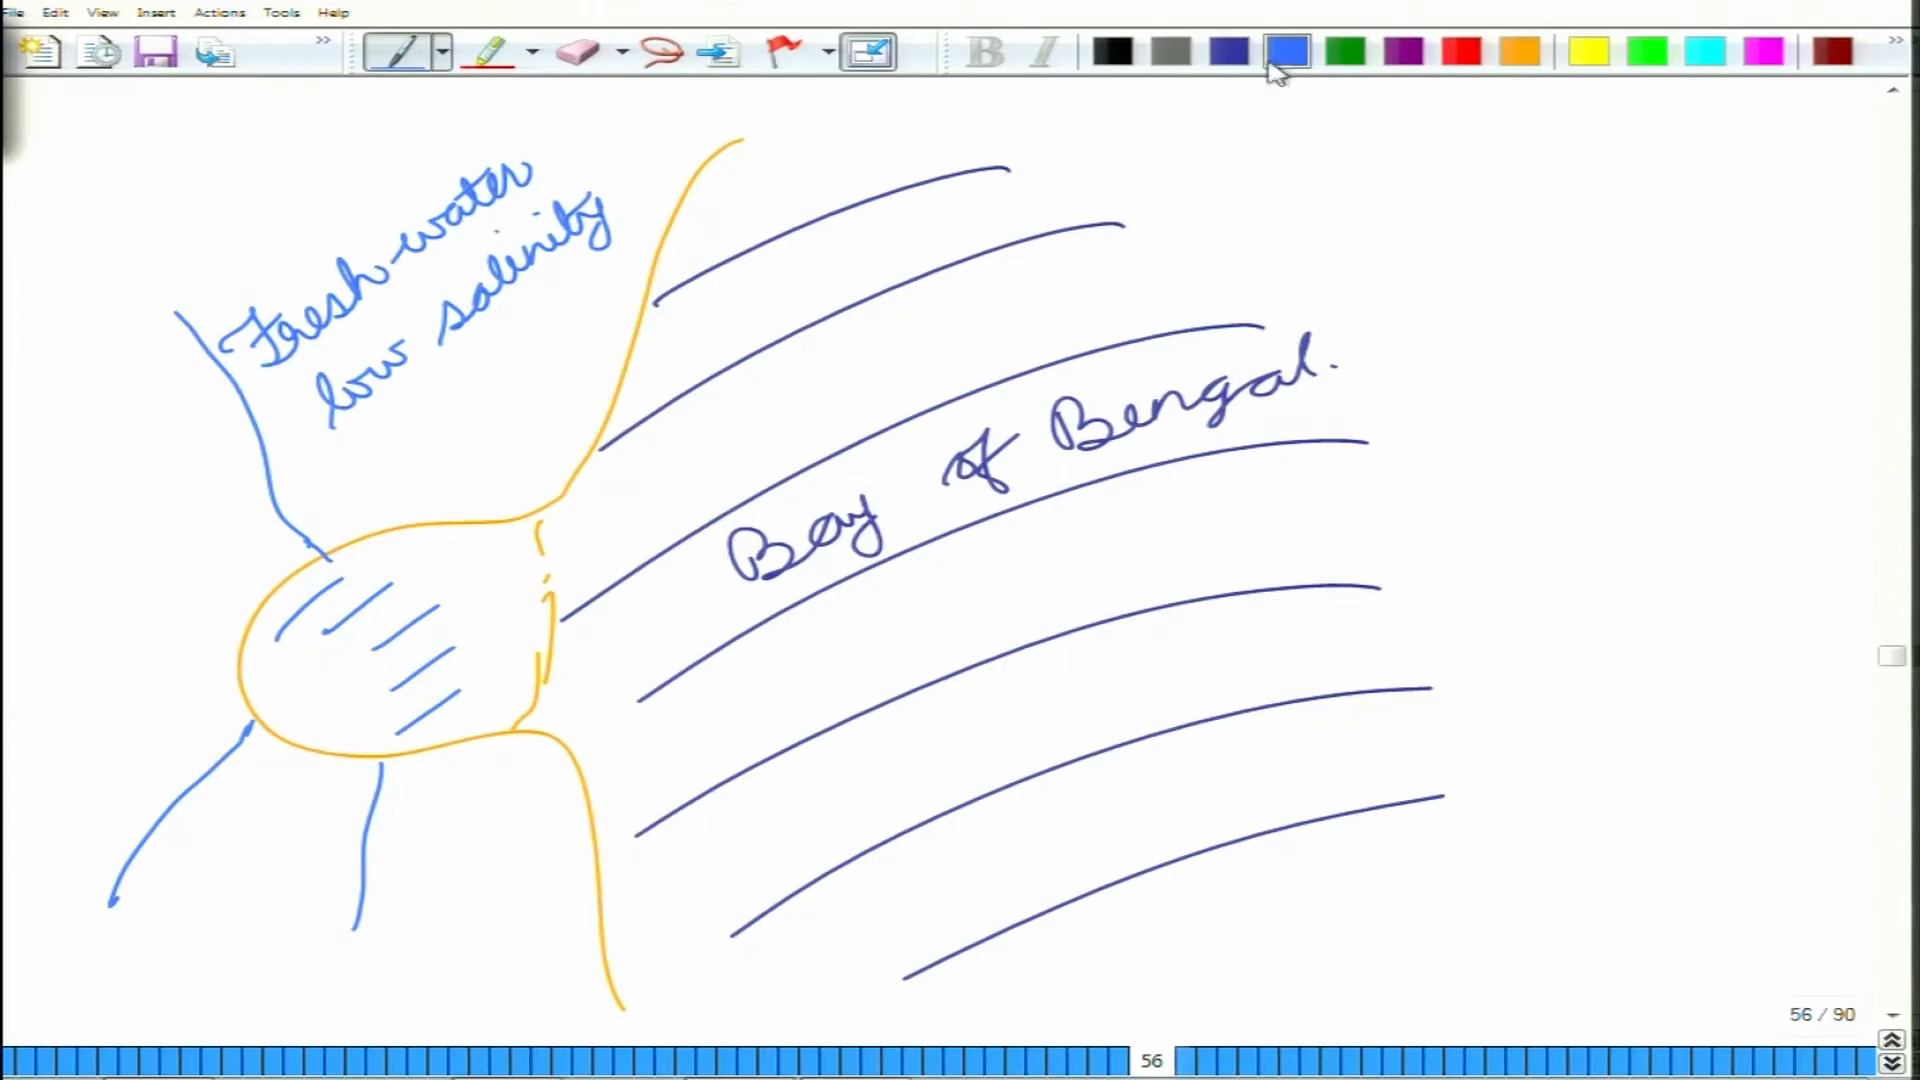 File Edit View Insert Actions Tools Help
B I
Fresh-water
low salinity
Bay of Bengal.
56 / 90
56